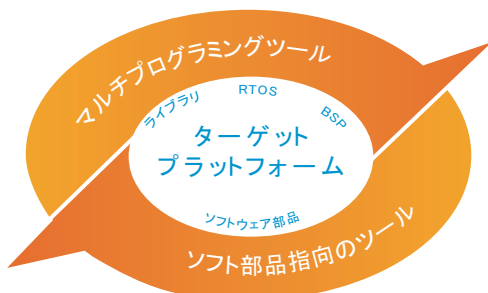 マルチプログラミングツール
ライブラリ
RTOS
BSP
ターゲット
プラットフォーム
ソフトウェア部品
ソフト部品指向のツール